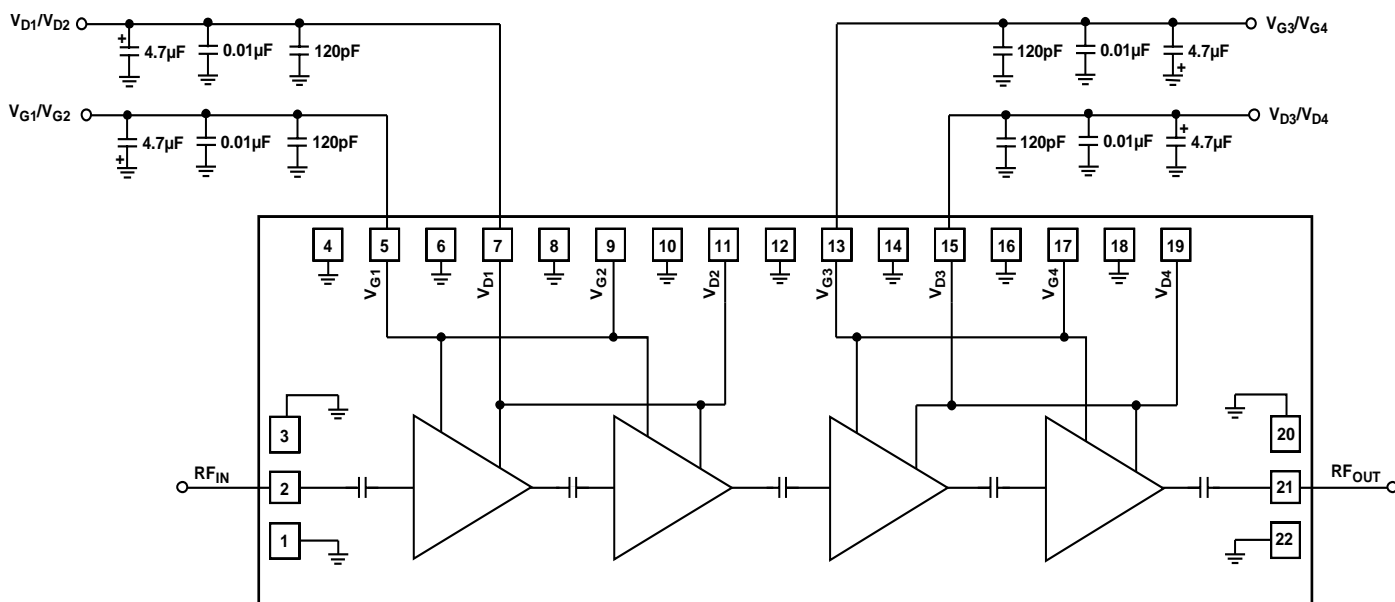 VD1/VD2
4.7µF 0.01µF 120pF
VG1/VG2
4.7µF 0.01µF 120pF
VG3/VG4
120pF 0.01µF 4.7µF
VD3/VD4
120pF 0.01µF 4.7µF
4 5 6 7 8 9 10 11 12 13 14 15 16 17 18 19
VG1 VD1 VG2 VD2 VG3 VD3 VG4 VD4
3
RFIN 2
1
20
21 RFOUT
22